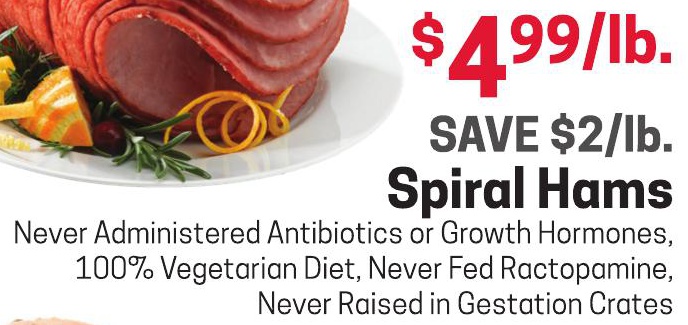 $4.99/lb.
SAVE $2/lb.
Spiral Hams
Never Administered Antibiotics or Growth Hormones,
100% Vegetarian Diet, Never Fed Ractopamine,
Never Raised in Gestation Crates